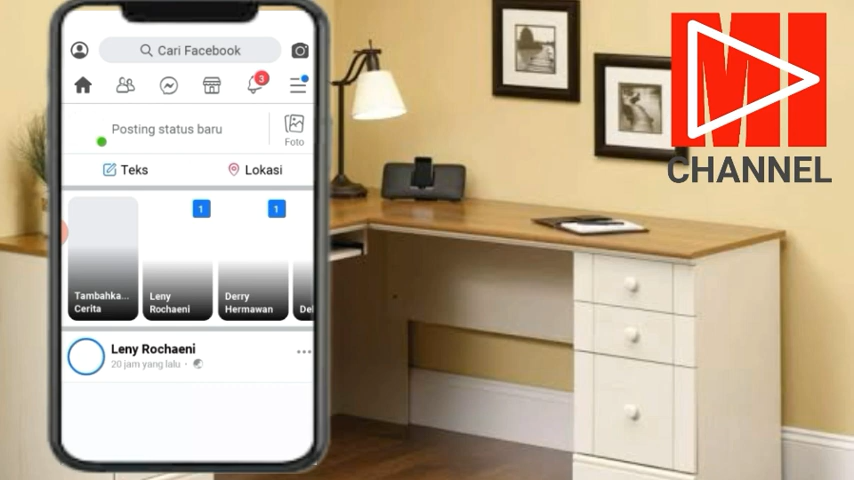 MI
CHANNEL
Cari Facebook
3
Posting status baru
Foto
Teks
Lokasi
1
1
Tambahka...
Cerita
Leny
Rochaeni
Derry
Hermawan
Leny Rochaeni
20 jam yang lalu ·